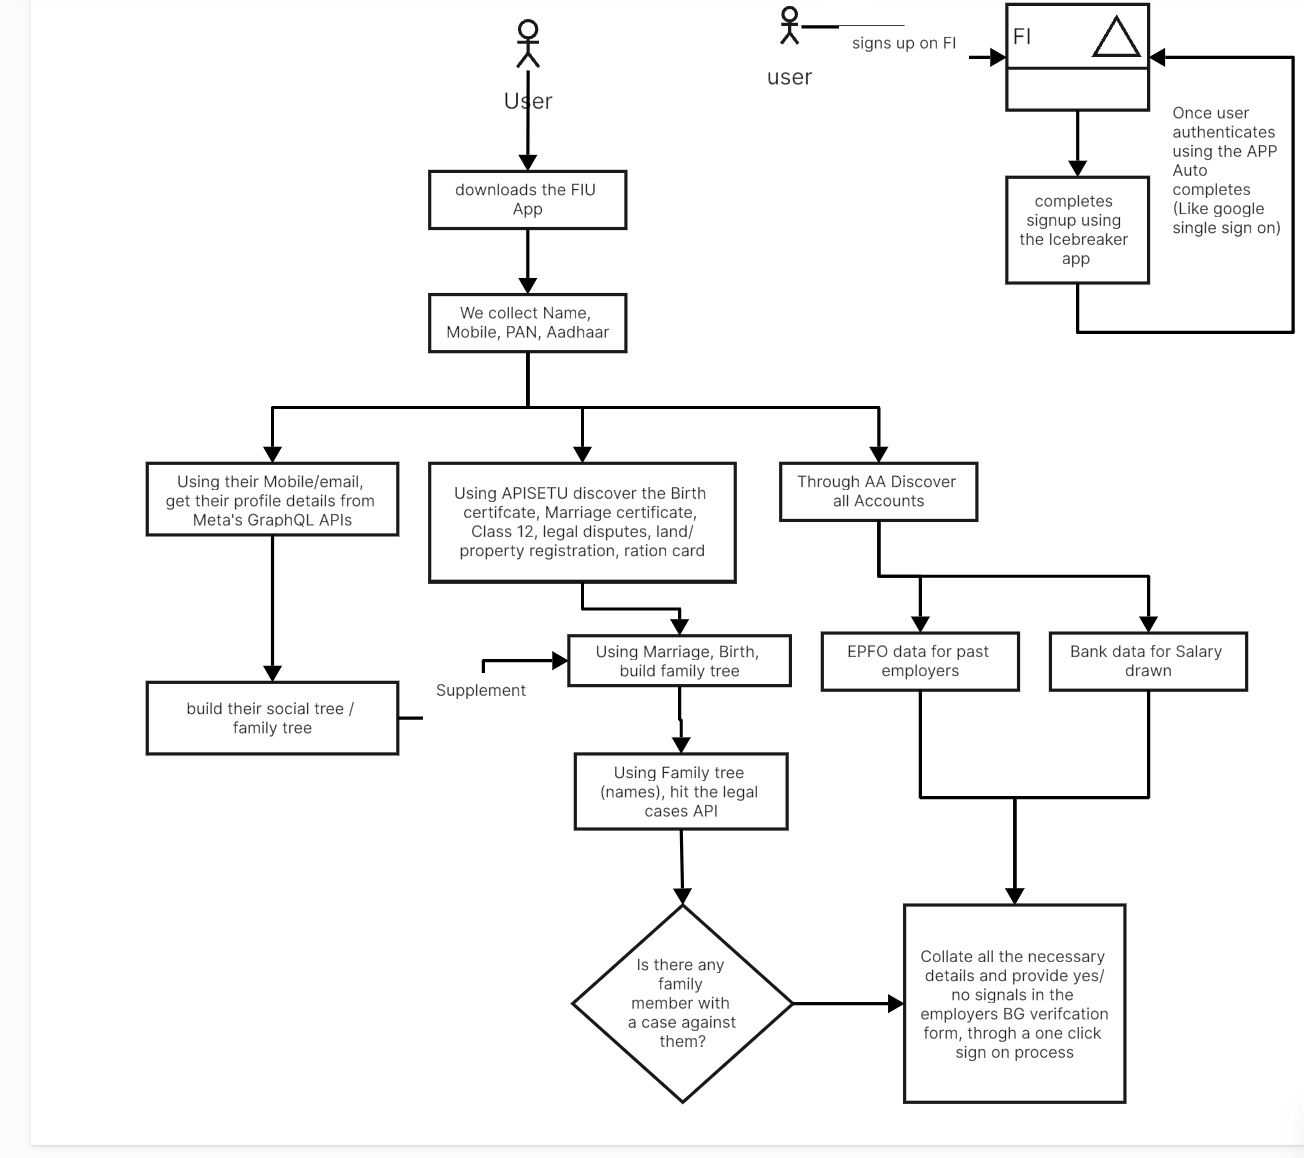 User
downloads the FIU
App
We collect Name,
Mobile, PAN, Aadhaar
user
signs up on FI
FI
completes
signup using
the Icebreaker
app
Once user
authenticates
using the APP
Auto
completes
(Like google
single sign on)
Using their Mobile/email,
get their profile details from
Meta's GraphQL APIs
build their social tree /
family tree
Supplement
Using APISETU discover the Birth
certifcate, Marriage certificate,
Class 12, legal disputes, land/
property registration, ration card
Using Marriage, Birth,
build family tree
Using Family tree
(names), hit the legal
cases API
Is there any
family
member with
a case against
them?
Through AA Discover
all Accounts
EPFO data for past
employers
Bank data for Salary
drawn
Collate all the necessary
details and provide yes/
no signals in the
employers BG verifcation
form, throgh a one click
sign on process